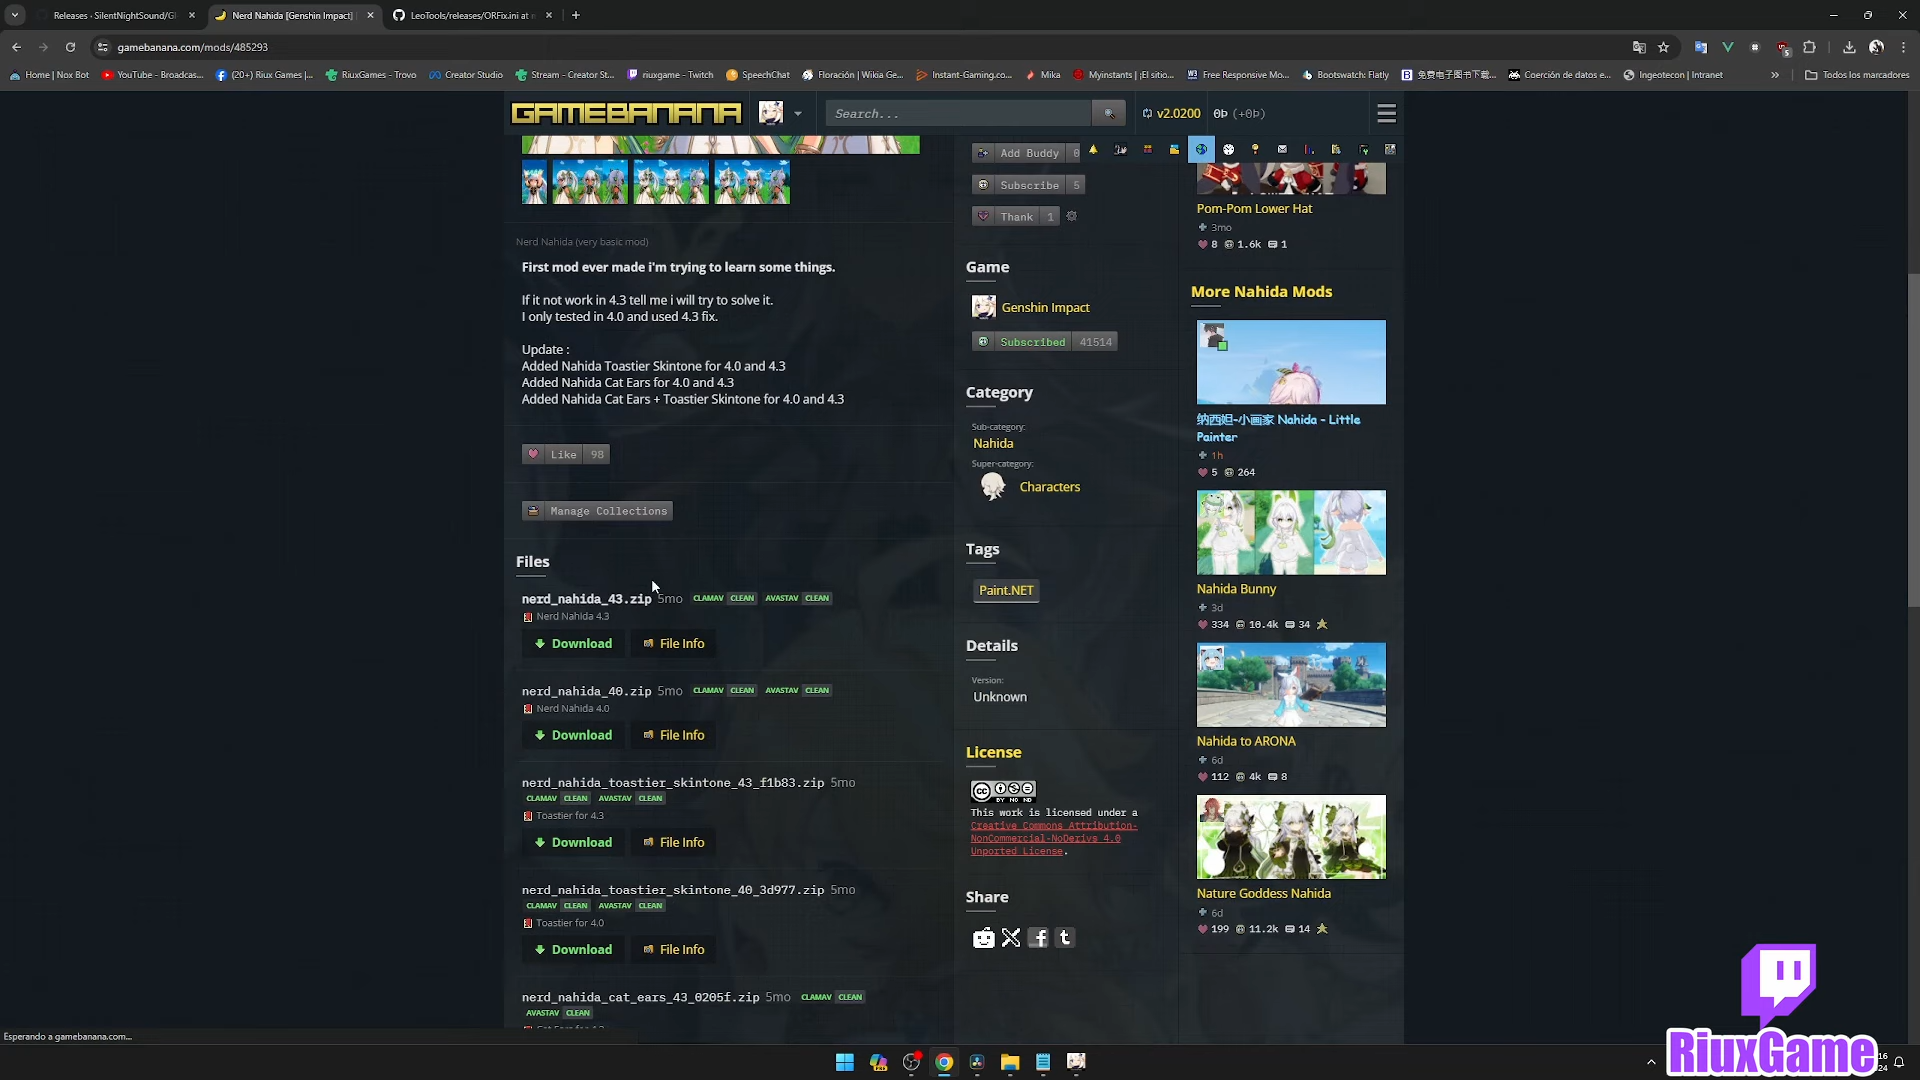 Releases · SilentNightSound/GI
Nerd Nahida [Genshin Impact]
LeoTools/releases/ORFix.ini at n
gamebanana.com/mods/485293
Home | Nox Bot
YouTube - Broadcas...
(20+) Riux Games |...
RiuxGames - Trovo
Creator Studio
Stream - Creator St...
riuxgame - Twitch
SpeechChat
Floración | Wikia Ge...
Instant-Gaming.co...
Mika
Myinstants | ¡El sitio...
Free Responsive Mo...
Bootswatch: Flatly
免费电子图书下载...
Coerción de datos e...
Ingeotecon | Intranet
Todos los marcadores
GAMEBANANA
Search...
v2.0200
0þ (+0þ)
Add Buddy 0
Subscribe 5
Thank 1
Nerd Nahida (very basic mod)
First mod ever made i'm trying to learn some things.
If it not work in 4.3 tell me i will try to solve it.
I only tested in 4.0 and used 4.3 fix.
Update :
Added Nahida Toastier Skintone for 4.0 and 4.3
Added Nahida Cat Ears for 4.0 and 4.3
Added Nahida Cat Ears + Toastier Skintone for 4.0 and 4.3
Like 98
Manage Collections
Files
nerd_nahida_43.zip 5mo CLAMAV CLEAN AVASTAV CLEAN
Nerd Nahida 4.3
Download File Info
nerd_nahida_40.zip 5mo CLAMAV CLEAN AVASTAV CLEAN
Nerd Nahida 4.0
Download File Info
nerd_nahida_toastier_skintone_43_f1b83.zip 5mo
CLAMAV CLEAN AVASTAV CLEAN
Toastier for 4.3
Download File Info
nerd_nahida_toastier_skintone_40_3d977.zip 5mo
CLAMAV CLEAN AVASTAV CLEAN
Toastier for 4.0
Download File Info
nerd_nahida_cat_ears_43_0205f.zip 5mo CLAMAV CLEAN
AVASTAV CLEAN
Game
Genshin Impact
Subscribed 41514
Category
Sub-category:
Nahida
Super-category:
Characters
Tags
Paint.NET
Details
Version:
Unknown
License
BY NC ND
This work is licensed under a
Creative Commons Attribution-
NonCommercial-NoDerivs 4.0
Unported License.
Share
Pom-Pom Lower Hat
3mo
8 1.6k 1
More Nahida Mods
纳西妲-小画家 Nahida - Little
Painter
1h
5 264
Nahida Bunny
3d
334 10.4k 34
Nahida to ARONA
6d
112 4k 8
Nature Goddess Nahida
6d
199 11.2k 14
Esperando a gamebanana.com...
RiuxGame